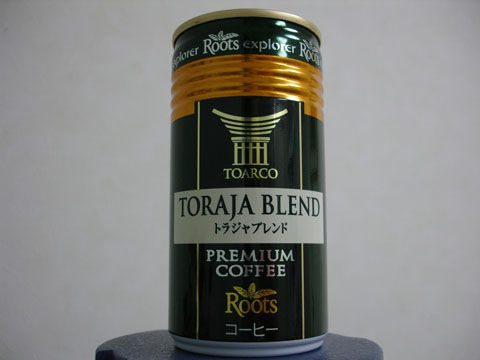 explorer Roots explorer Roots
TOARCO
TORAJA BLEND
トラジャブレンド
PREMIUM
COFFEE
Roots
コーヒー